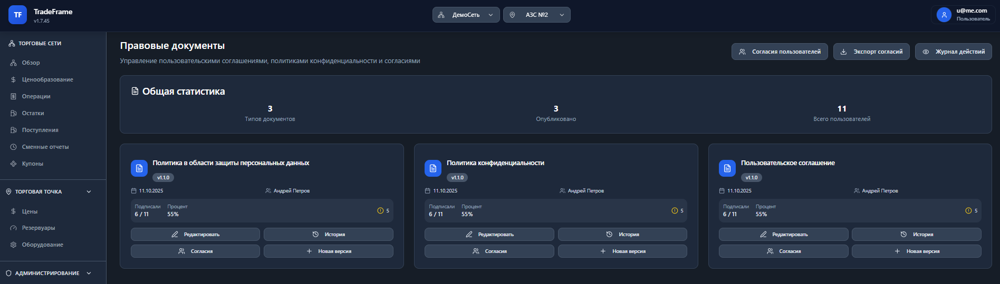 TF
TradeFrame
v1.7.45
ДемоСеть
АЗС №2
u@me.com
Пользователь
ТОРГОВЫЕ СЕТИ
Обзор
Ценообразование
Операции
Остатки
Поступления
Сменные отчеты
Купоны
ТОРГОВАЯ ТОЧКА
Цены
Резервуары
Оборудование
АДМИНИСТРИРОВАНИЕ
Правовые документы
Управление пользовательскими соглашениями, политиками конфиденциальности и согласиями
Согласия пользователей
Экспорт согласий
Журнал действий
Общая статистика
3
Типов документов
3
Опубликовано
11
Всего пользователей
Политика в области защиты персональных данных
v1.1.0
11.10.2025
Андрей Петров
Подписали Процент
6 / 11 55%
5
Редактировать
История
Согласия
Новая версия
Политика конфиденциальности
v1.1.0
11.10.2025
Андрей Петров
Подписали Процент
6 / 11 55%
5
Редактировать
История
Согласия
Новая версия
Пользовательское соглашение
v1.1.0
11.10.2025
Андрей Петров
Подписали Процент
6 / 11 55%
5
Редактировать
История
Согласия
Новая версия